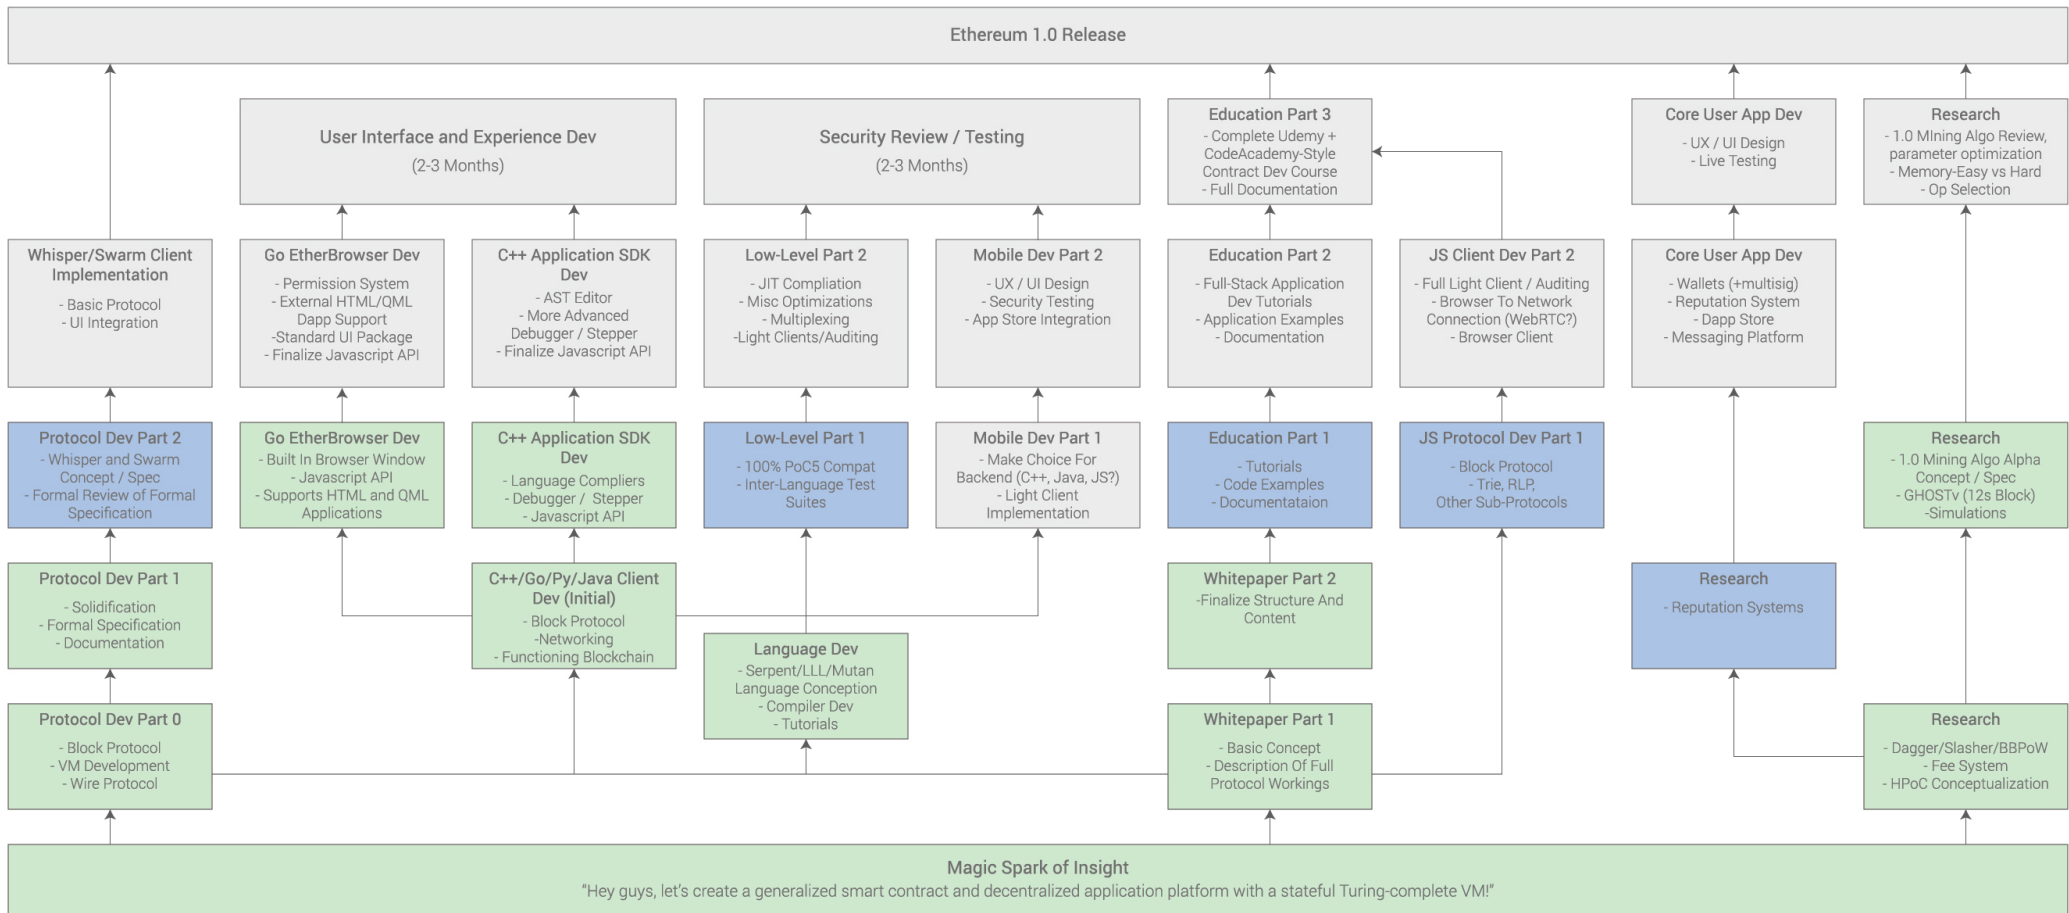 Ethereum 1.0 Release
User Interface and Experience Dev
(2-3 Months)
Security Review / Testing
(2-3 Months)
Education Part 3
- Complete Udemy +
CodeAcademy-Style
Contract Dev Course
- Full Documentation
Core User App Dev
- UX / UI Design
- Live Testing
Research
- 1.0 MIning Algo Review,
parameter optimization
- Memory-Easy vs Hard
- Op Selection
Whisper/Swarm Client
Implementation
- Basic Protocol
- UI Integration
Go EtherBrowser Dev
- Permission System
- External HTML/QML
Dapp Support
-Standard UI Package
- Finalize Javascript API
C++ Application SDK
Dev
- AST Editor
- More Advanced
Debugger / Stepper
- Finalize Javascript API
Low-Level Part 2
- JIT Compliation
- Misc Optimizations
- Multiplexing
-Light Clients/Auditing
Mobile Dev Part 2
- UX / UI Design
- Security Testing
- App Store Integration
Education Part 2
- Full-Stack Application
Dev Tutorials
- Application Examples
- Documentation
JS Client Dev Part 2
- Full Light Client / Auditing
- Browser To Network
Connection (WebRTC?)
- Browser Client
Core User App Dev
- Wallets (+multisig)
- Reputation System
- Dapp Store
- Messaging Platform
Protocol Dev Part 2
- Whisper and Swarm
Concept / Spec
- Formal Review of Formal
Specification
Go EtherBrowser Dev
- Built In Browser Window
- Javascript API
- Supports HTML and QML
Applications
C++ Application SDK
Dev
- Language Compliers
- Debugger /  Stepper
- Javascript API
Low-Level Part 1
- 100% PoC5 Compat
- Inter-Language Test
Suites
Mobile Dev Part 1
- Make Choice For
Backend (C++, Java, JS?)
- Light Client
Implementation
Education Part 1
- Tutorials
- Code Examples
- Documentataion
JS Protocol Dev Part 1
- Block Protocol
- Trie, RLP,
Other Sub-Protocols
Research
- 1.0 Mining Algo Alpha
Concept / Spec
- GHOSTv (12s Block)
-Simulations
Protocol Dev Part 1
- Solidification
- Formal Specification
- Documentation
C++/Go/Py/Java Client
Dev (Initial)
- Block Protocol
-Networking
- Functioning Blockchain
Whitepaper Part 2
-Finalize Structure And
Content
Research
- Reputation Systems
Language Dev
- Serpent/LLL/Mutan
Language Conception
- Compiler Dev
- Tutorials
Protocol Dev Part 0
- Block Protocol
- VM Development
- Wire Protocol
Whitepaper Part 1
- Basic Concept
- Description Of Full
Protocol Workings
Research
- Dagger/Slasher/BBPoW
- Fee System
- HPoC Conceptualization
Magic Spark of Insight
“Hey guys, let’s create a generalized smart contract and decentralized application platform with a stateful Turing-complete VM!”